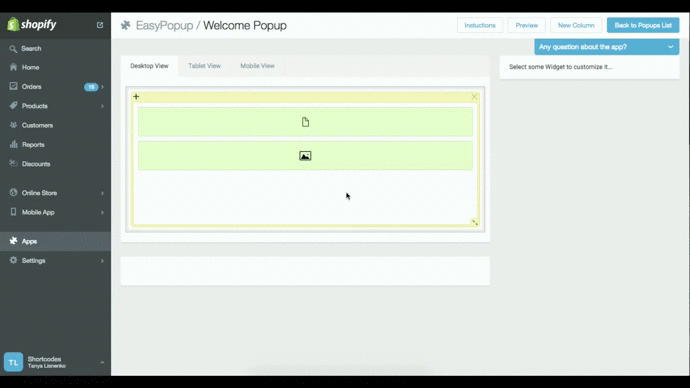 shopify
EasyPopup / Welcome Popup
Instuctions
Preview
New Column
Back to Popups List
Any question about the app?
Select some Widget to customize it...
Search
Home
Orders
18
Products
Customers
Reports
Discounts
Online Store
Mobile App
Apps
Settings
Desktop View
Tablet View
Mobile View
TL
Shortcodes
Tanya Lisnenko